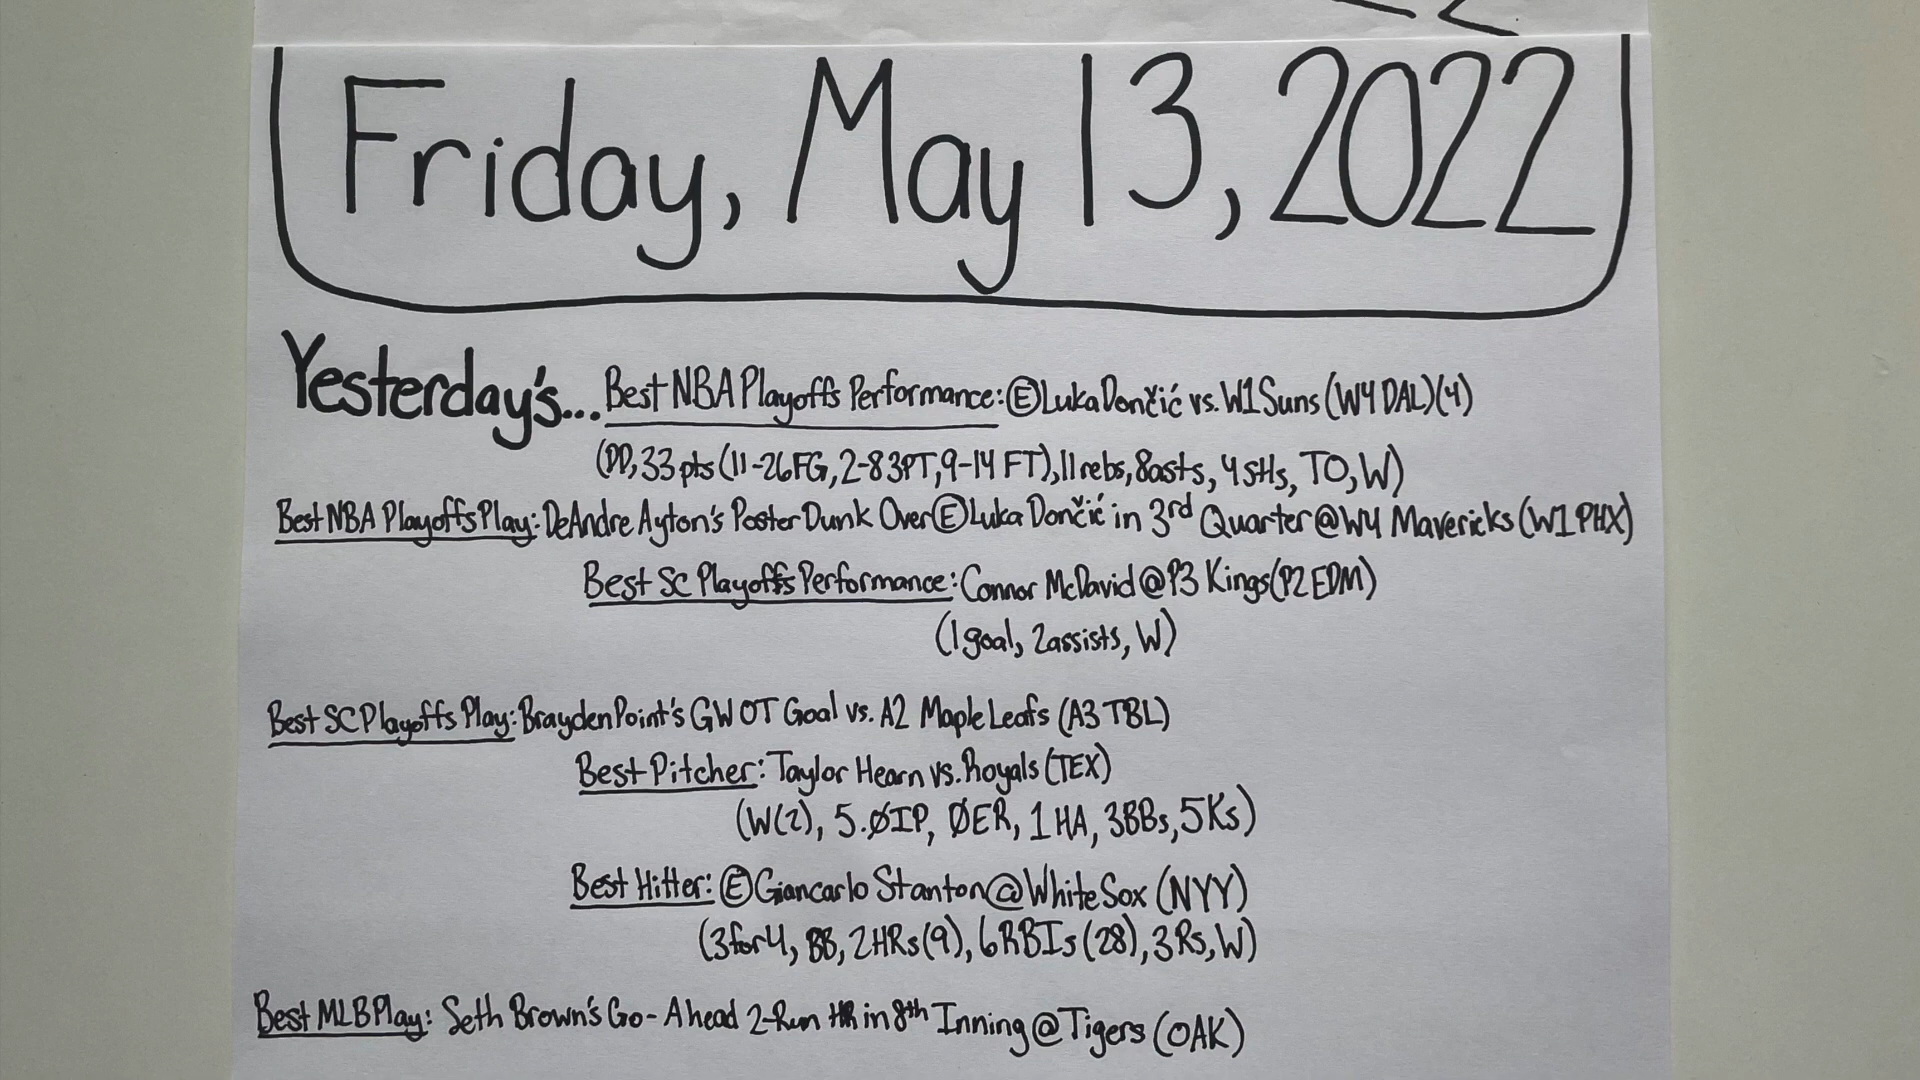 Friday, May 13, 2022
Yesterday's... Best NBA Playoffs Performance: Ⓔ Luka Dončić vs. W1 Suns (W4 DAL)(4)
(DD, 33 pts (11-26 FG, 2-8 3PT, 9-14 FT), 11 rebs, 8 asts, 4 stls, TO, W)
Best NBA Playoffs Play: DeAndre Ayton's Poster Dunk Over Ⓔ Luka Dončić in 3rd Quarter @ W4 Mavericks (W1 PHX)
Best SC Playoffs Performance: Connor McDavid @ P3 Kings (P2 EDM)
(1 goal, 2 assists, W)
Best SC Playoffs Play: Brayden Point's GW OT Goal vs. A2 Maple Leafs (A3 TBL)
Best Pitcher: Taylor Hearn vs. Royals (TEX)
(W(2), 5.ØIP, ØER, 1 HA, 3BBs, 5Ks)
Best Hitter: Ⓔ Giancarlo Stanton @ White Sox (NYY)
(3 for 4, BB, 2HRs (9), 6RBIs (28), 3Rs, W)
Best MLB Play: Seth Brown's Go-Ahead 2-Run HR in 8th Inning @ Tigers (OAK)